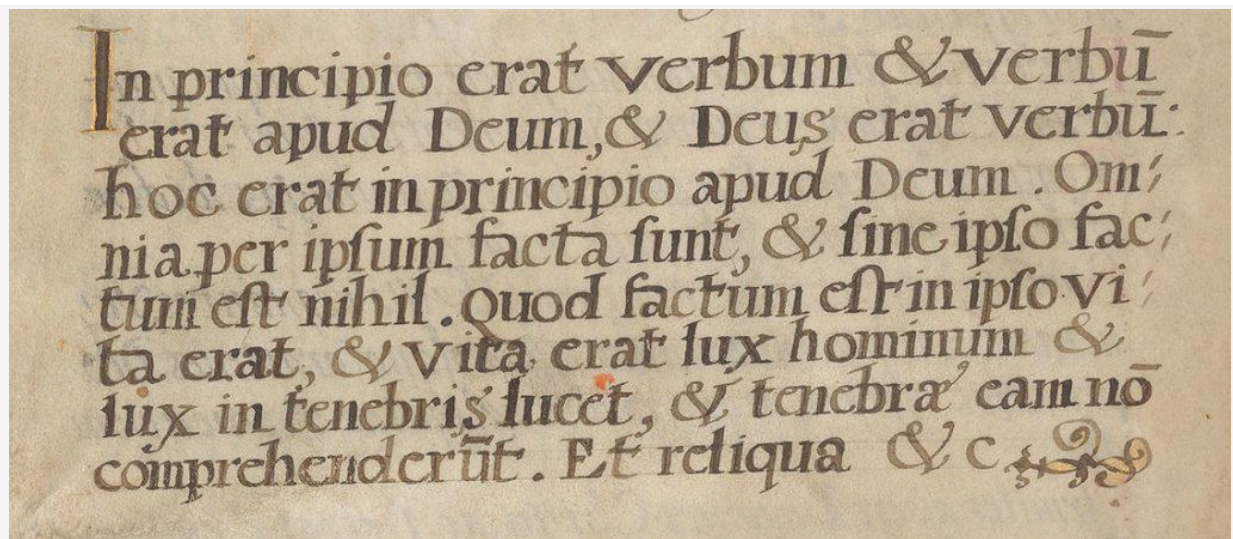 In principio erat verbum & verbū
erat apud Deum, & Deus erat verbū:
hoc erat in principio apud Deum. Om⸗
nia per ipſum facta ſunt, & ſine ipſo fac⸗
tum eſt nihil. Quod factum eſt in ipſo vi⸗
ta erat, & vita erat lux hominum &
lux in tenebris lucet, & tenebræ eam nō
comprehenderūt. Et reliqua & c